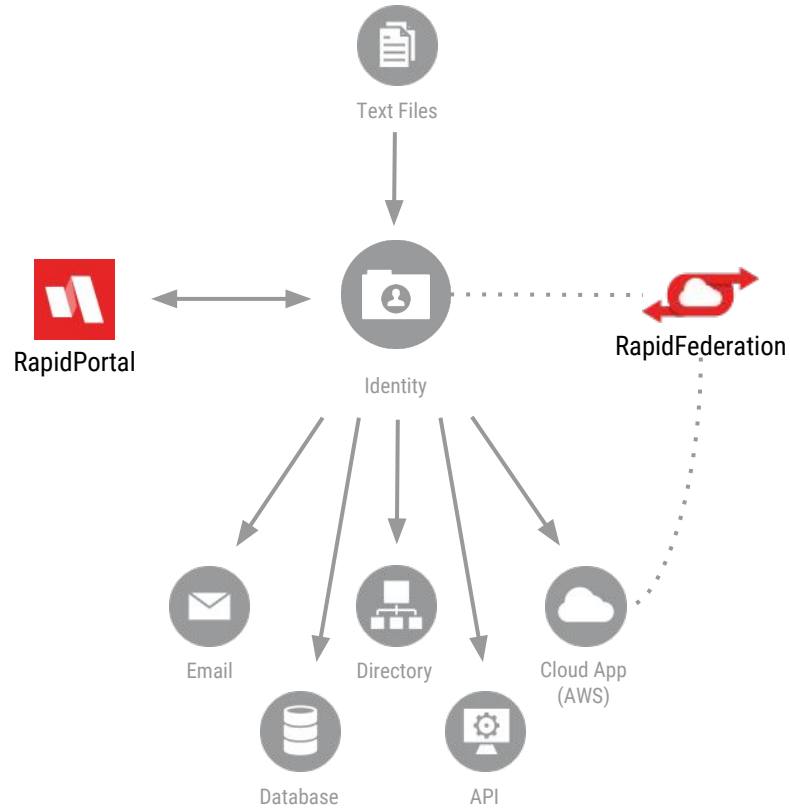 Text Files
RapidPortal
RapidFederation
Identity
Email
Directory
Cloud App
(AWS)
Database
API